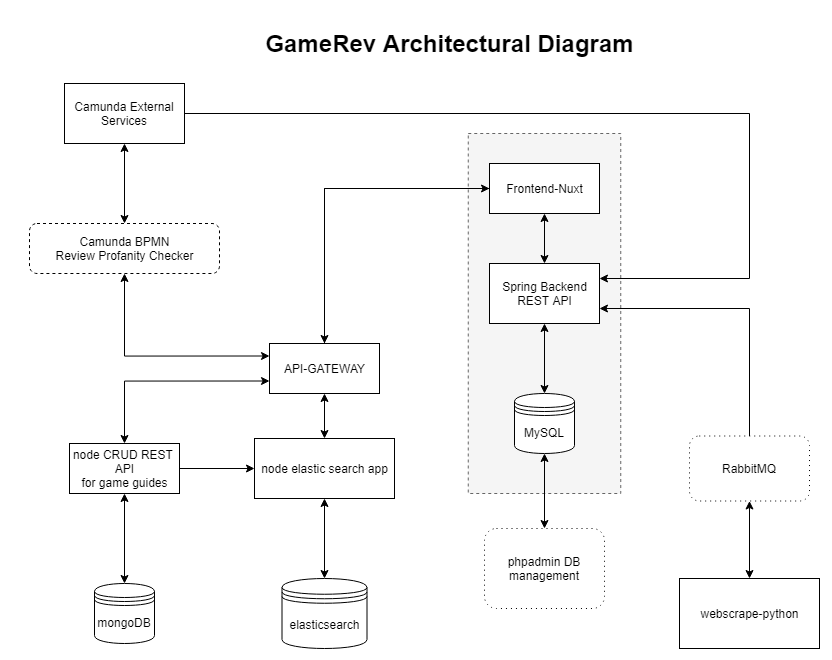 GameRev Architectural Diagram
Camunda External
Services
Frontend-Nuxt
Camunda BPMN
Review Profanity Checker
Spring Backend
REST API
API-GATEWAY
MySQL
node CRUD REST
API
for game guides
node elastic search app
RabbitMQ
phpadmin DB
management
mongoDB
elasticsearch
webscrape-python